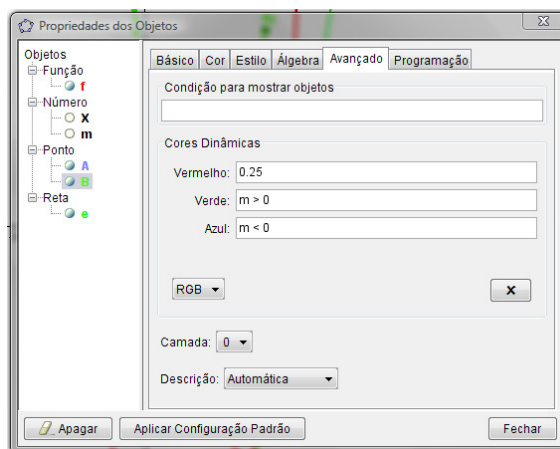 Propriedades dos Objetos
Objetos
Função
f
Número
X
m
Ponto
A
B
Reta
e
Básico Cor Estilo Álgebra Avançado Programação
Condição para mostrar objetos
Cores Dinâmicas
Vermelho: 0.25
Verde: m > 0
Azul: m < 0
RGB x
Camada: 0
Descrição: Automática
Apagar Aplicar Configuração Padrão Fechar